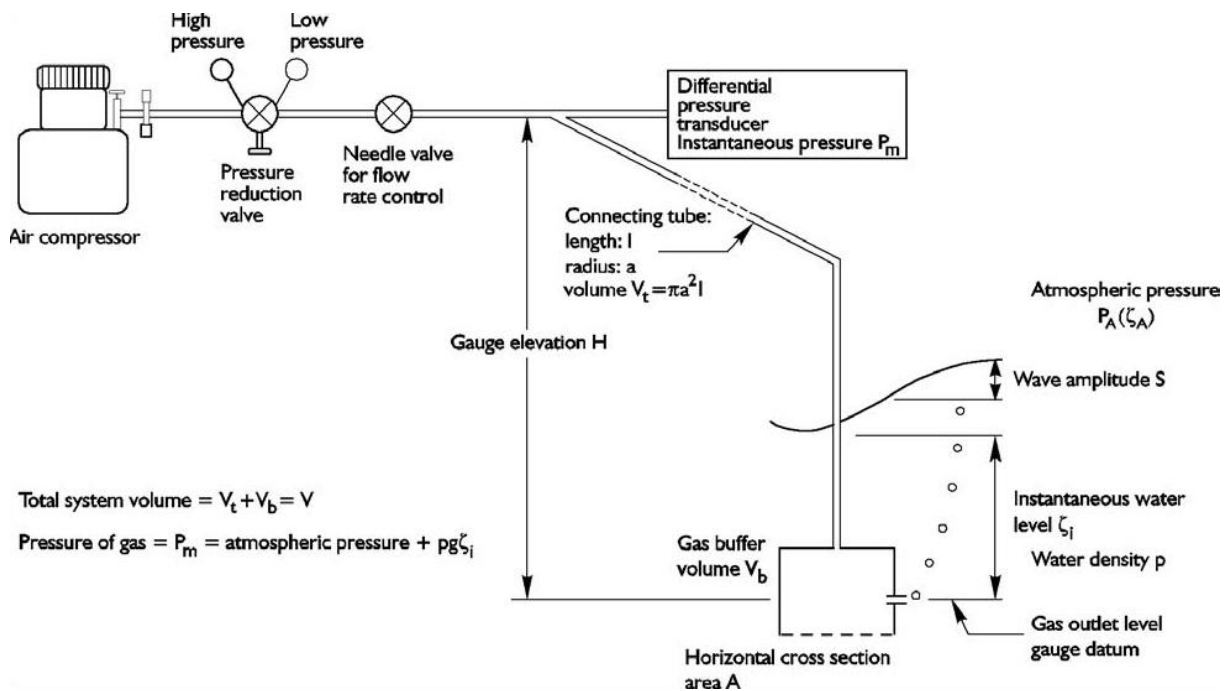 High
pressure
Low
pressure
Differential
pressure
transducer
Instantaneous pressure Pm
Needle valve
for flow
rate control
Pressure
reduction
valve
Air compressor
Connecting tube:
length: l
radius: a
volume Vt = πa²l
Atmospheric pressure
PA(ζA)
Gauge elevation H
Wave amplitude S
Total system volume = Vt + Vb = V
Pressure of gas = Pm = atmospheric pressure + pgζi
Instantaneous water
level ζi
Water density p
Gas buffer
volume Vb
Gas outlet level
gauge datum
Horizontal cross section
area A